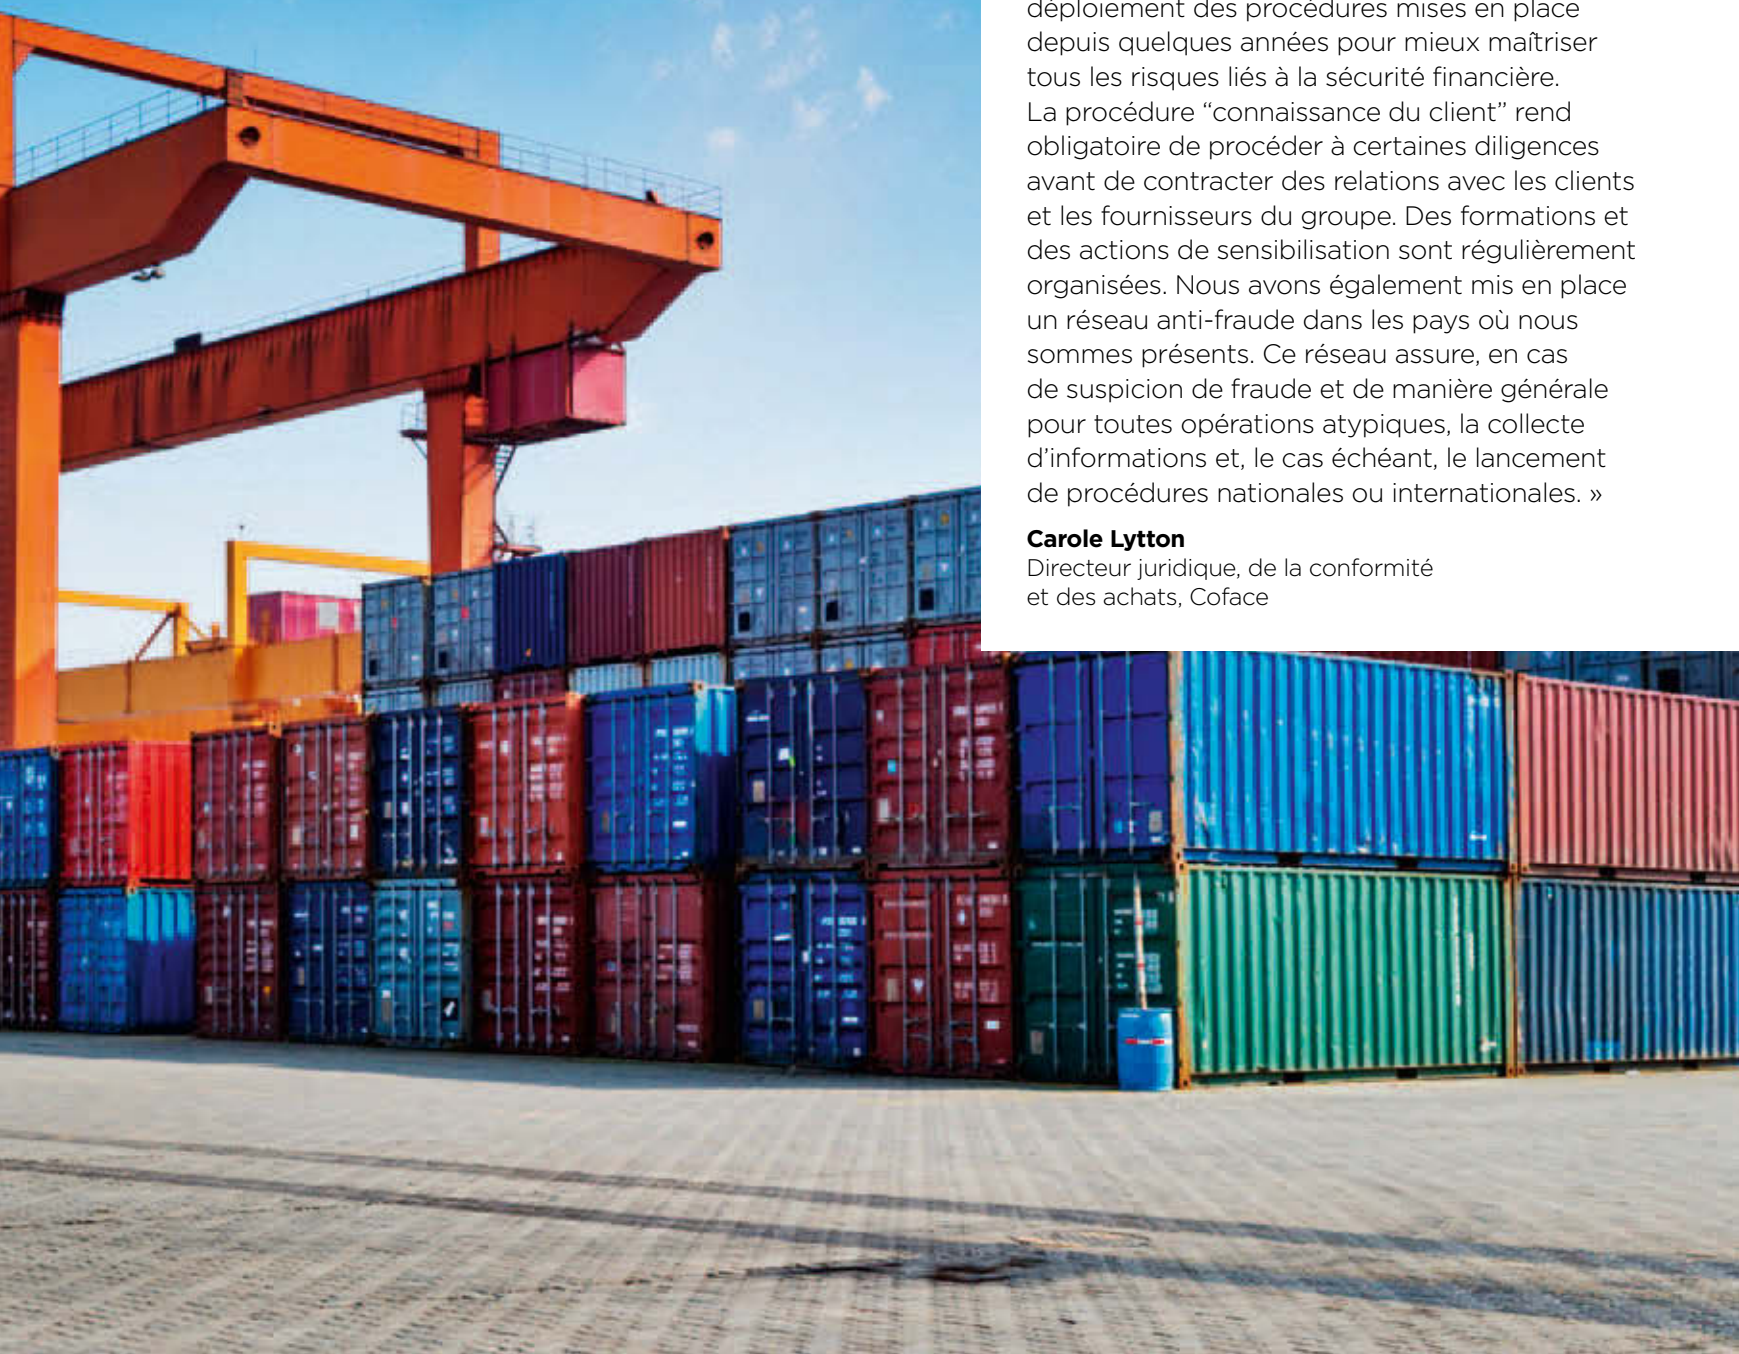 déploiement des procédures mises en place
depuis quelques années pour mieux maîtriser
tous les risques liés à la sécurité financière.
La procédure “connaissance du client” rend
obligatoire de procéder à certaines diligences
avant de contracter des relations avec les clients
et les fournisseurs du groupe. Des formations et
des actions de sensibilisation sont régulièrement
organisées. Nous avons également mis en place
un réseau anti-fraude dans les pays où nous
sommes présents. Ce réseau assure, en cas
de suspicion de fraude et de manière générale
pour toutes opérations atypiques, la collecte
d’informations et, le cas échéant, le lancement
de procédures nationales ou internationales. »
Carole Lytton
Directeur juridique, de la conformité
et des achats, Coface